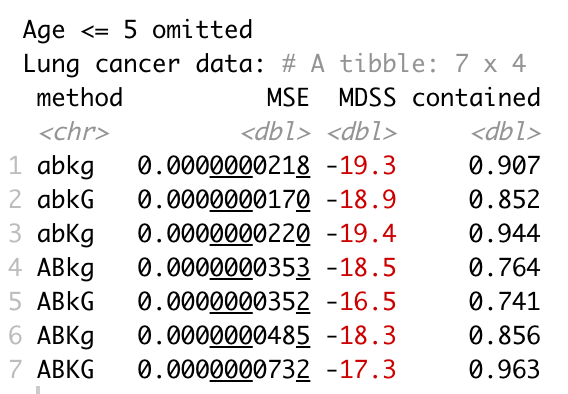 Age <= 5 omitted
Lung cancer data: # A tibble: 7 x 4
method MSE MDSS contained
<chr> <dbl> <dbl> <dbl>
1 abkg 0.0000000218 -19.3 0.907
2 abkG 0.0000000170 -18.9 0.852
3 abKg 0.0000000220 -19.4 0.944
4 ABkg 0.0000000353 -18.5 0.764
5 ABkG 0.0000000352 -16.5 0.741
6 ABKg 0.0000000485 -18.3 0.856
7 ABKG 0.0000000732 -17.3 0.963